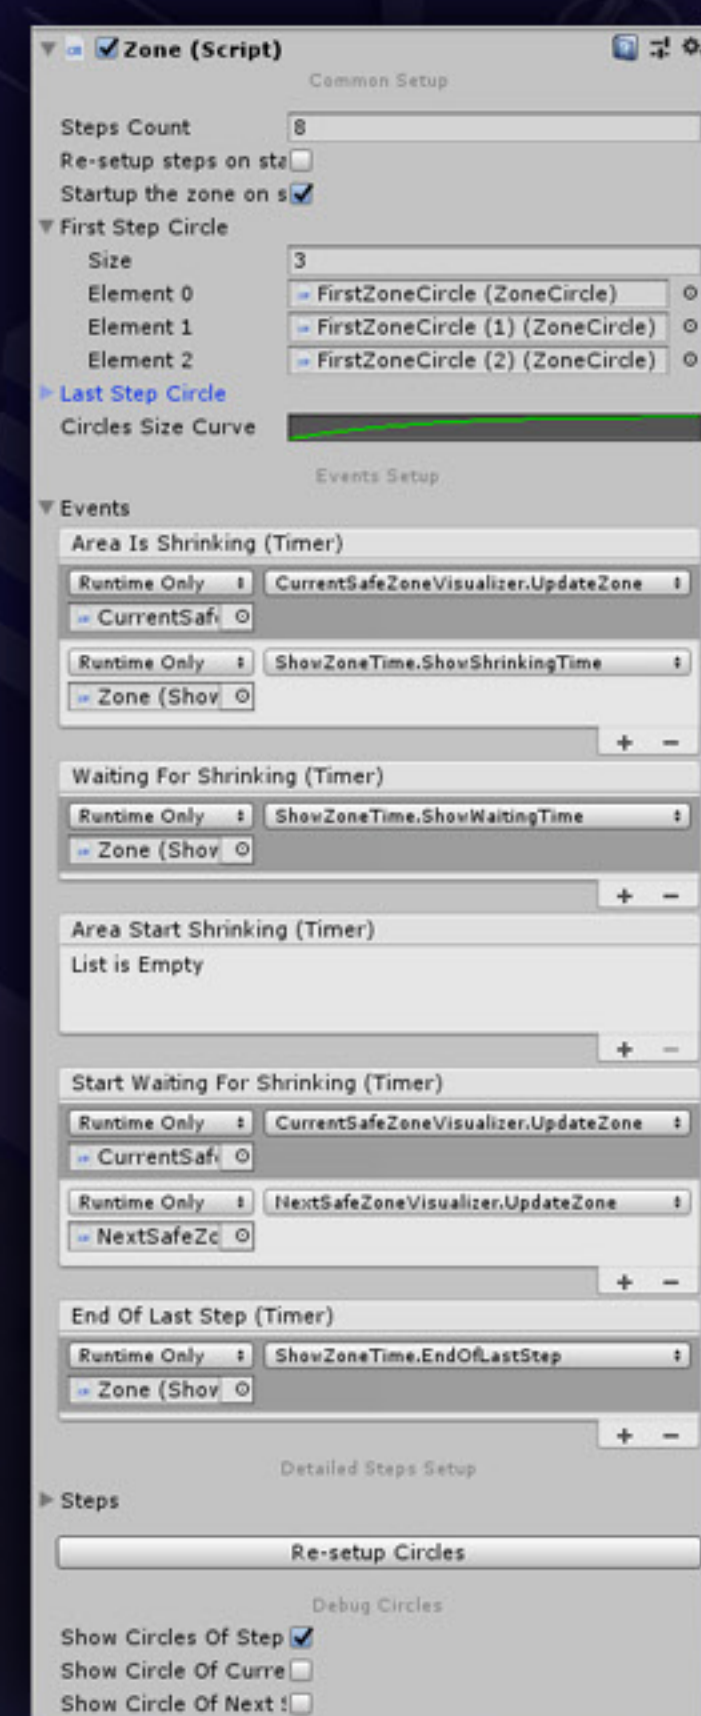 Zone (Script)
Common Setup
Steps Count 8
Re-setup steps on sta
Startup the zone on s
First Step Circle
Size 3
Element 0 FirstZoneCircle (ZoneCircle)
Element 1 FirstZoneCircle (1) (ZoneCircle)
Element 2 FirstZoneCircle (2) (ZoneCircle)
Last Step Circle
Circles Size Curve
Events Setup
Events
Area Is Shrinking (Timer)
Runtime Only CurrentSafeZoneVisualizer.UpdateZone
CurrentSaf
Runtime Only ShowZoneTime.ShowShrinkingTime
Zone (Show
+ −
Waiting For Shrinking (Timer)
Runtime Only ShowZoneTime.ShowWaitingTime
Zone (Show
+ −
Area Start Shrinking (Timer)
List is Empty
+ −
Start Waiting For Shrinking (Timer)
Runtime Only CurrentSafeZoneVisualizer.UpdateZone
CurrentSaf
Runtime Only NextSafeZoneVisualizer.UpdateZone
NextSafeZo
+ −
End Of Last Step (Timer)
Runtime Only ShowZoneTime.EndOfLastStep
Zone (Show
+ −
Detailed Steps Setup
Steps
Re-setup Circles
Debug Circles
Show Circles Of Step
Show Circle Of Curre
Show Circle Of Next S